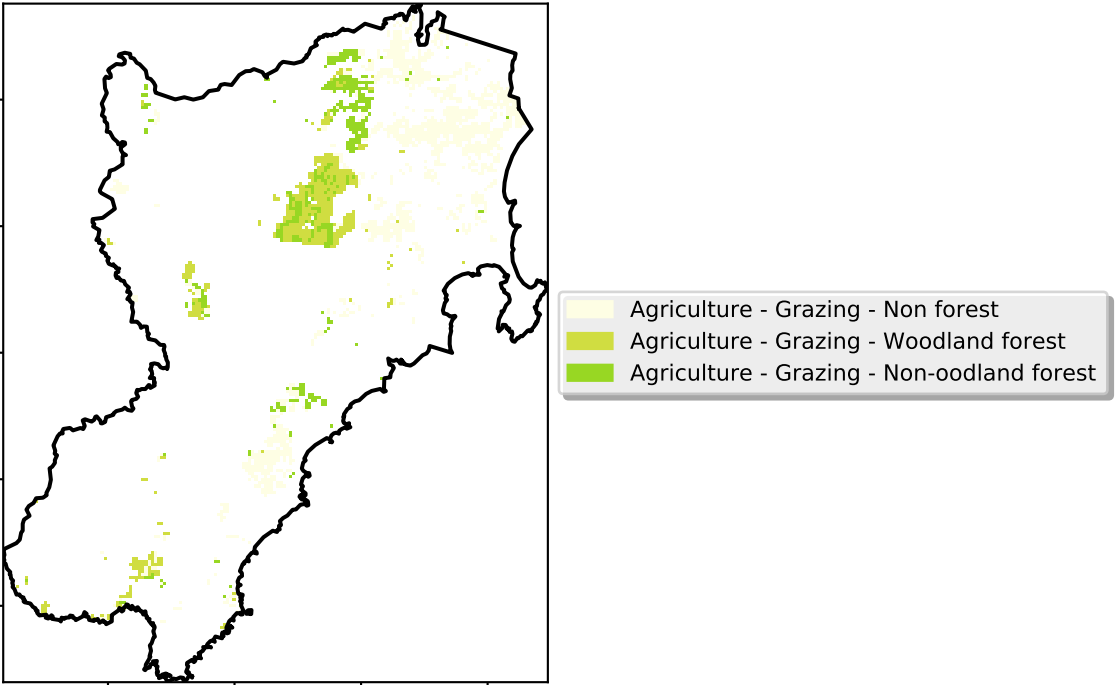 Agriculture - Grazing - Non forest
Agriculture - Grazing - Woodland forest
Agriculture - Grazing - Non-oodland forest